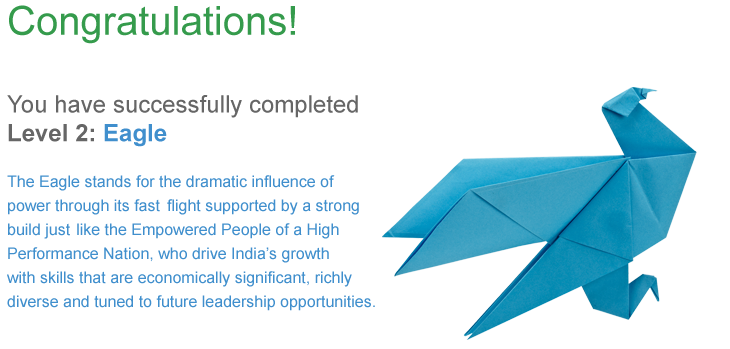 Congratulations!
You have successfully completed
Level 2: Eagle
The Eagle stands for the dramatic influence of
power through its fast flight supported by a strong
build just like the Empowered People of a High
Performance Nation, who drive India's growth
with skills that are economically significant, richly
diverse and tuned to future leadership opportunities.